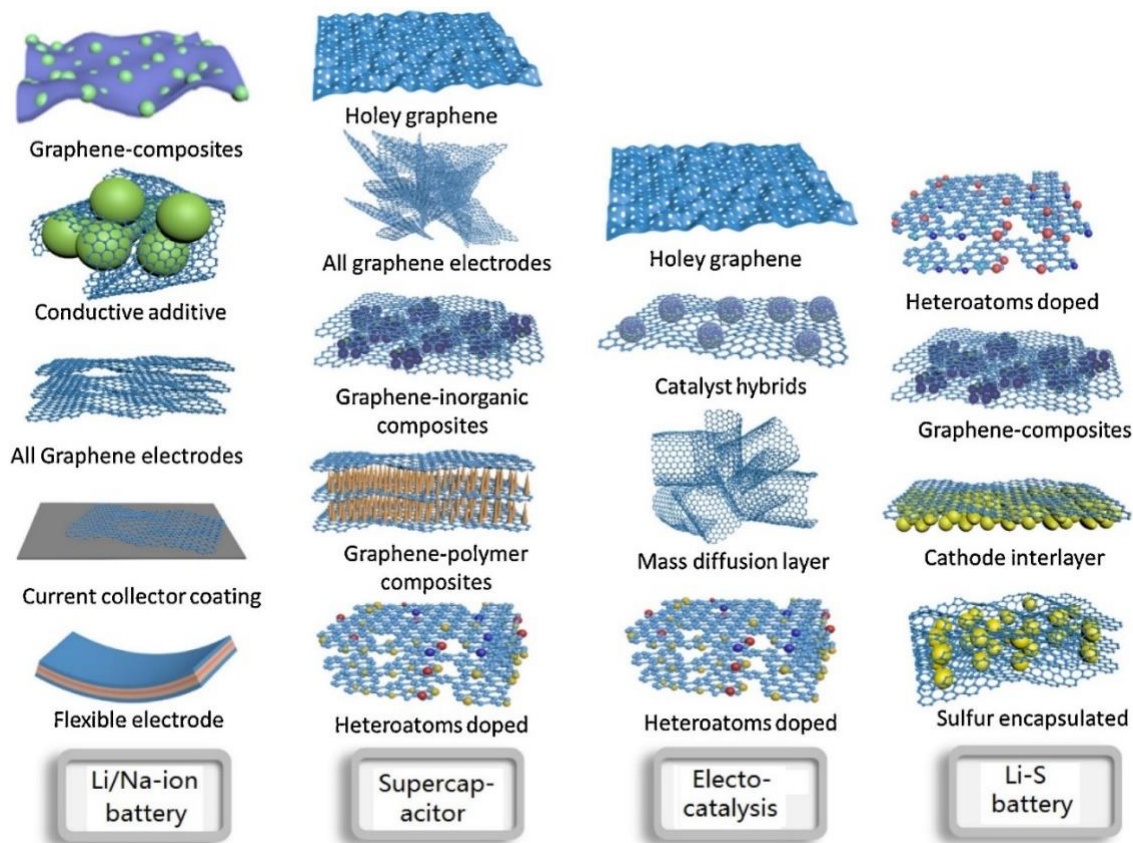 Graphene-composites
Conductive additive
All Graphene electrodes
Current collector coating
Flexible electrode
Li/Na-ion
battery
Holey graphene
All graphene electrodes
Graphene-inorganic
composites
Graphene-polymer
composites
Heteroatoms doped
Supercap-
acitor
Holey graphene
Catalyst hybrids
Mass diffusion layer
Heteroatoms doped
Electo-
catalysis
Heteroatoms doped
Graphene-composites
Cathode interlayer
Sulfur encapsulated
Li-S
battery